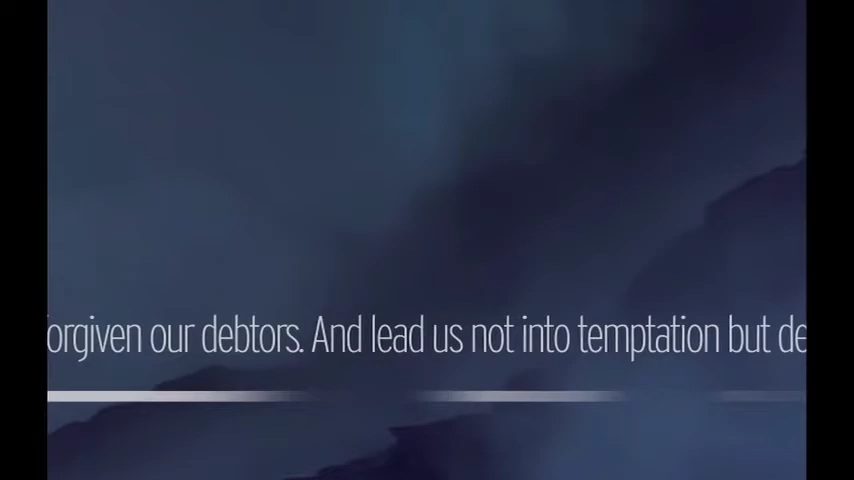 orgiven our debtors. And lead us not into temptation but de